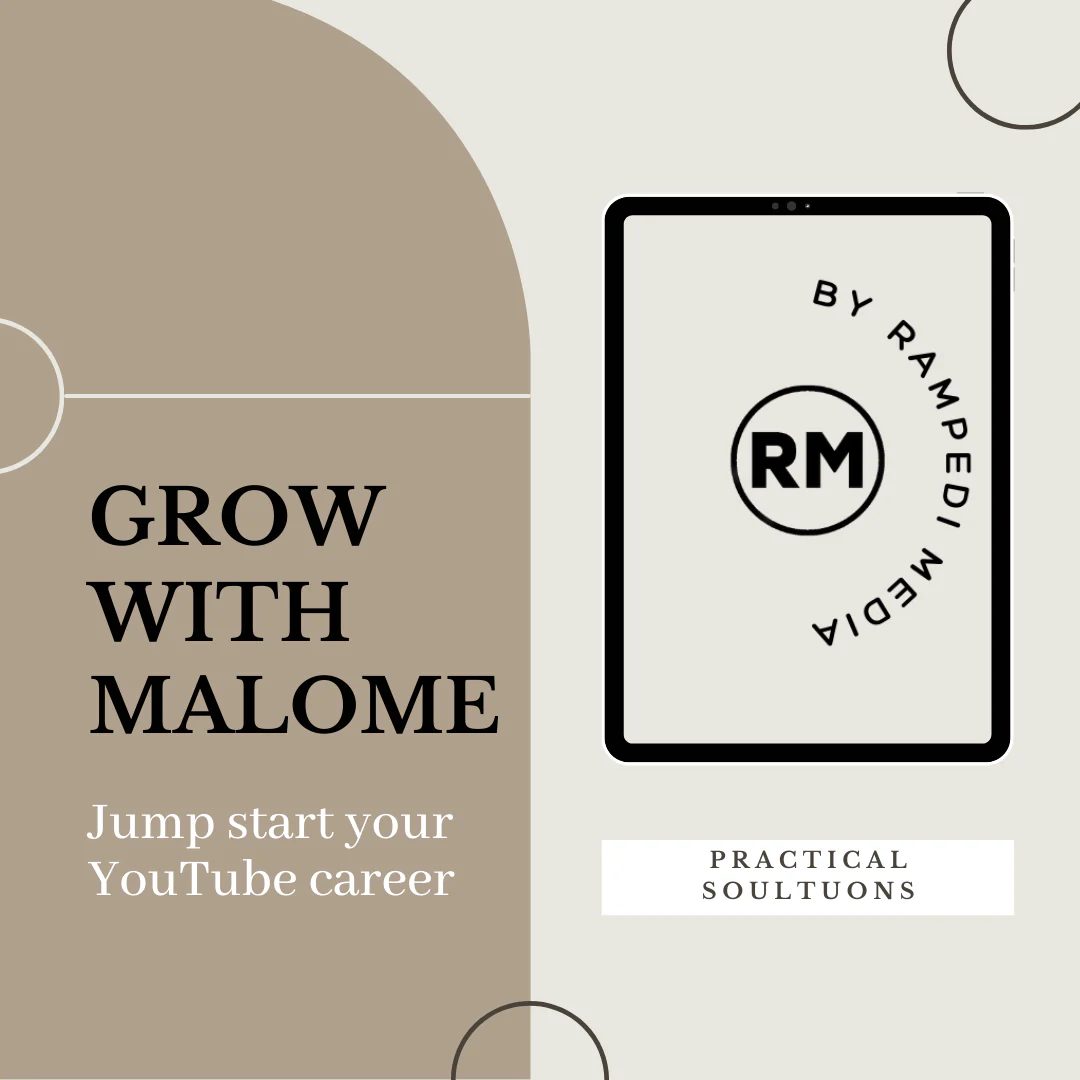 GROW
WITH
MALOME
Jump start your
YouTube career
BY RAMPEDI MEDIA
RM
PRACTICAL
SOULTUONS